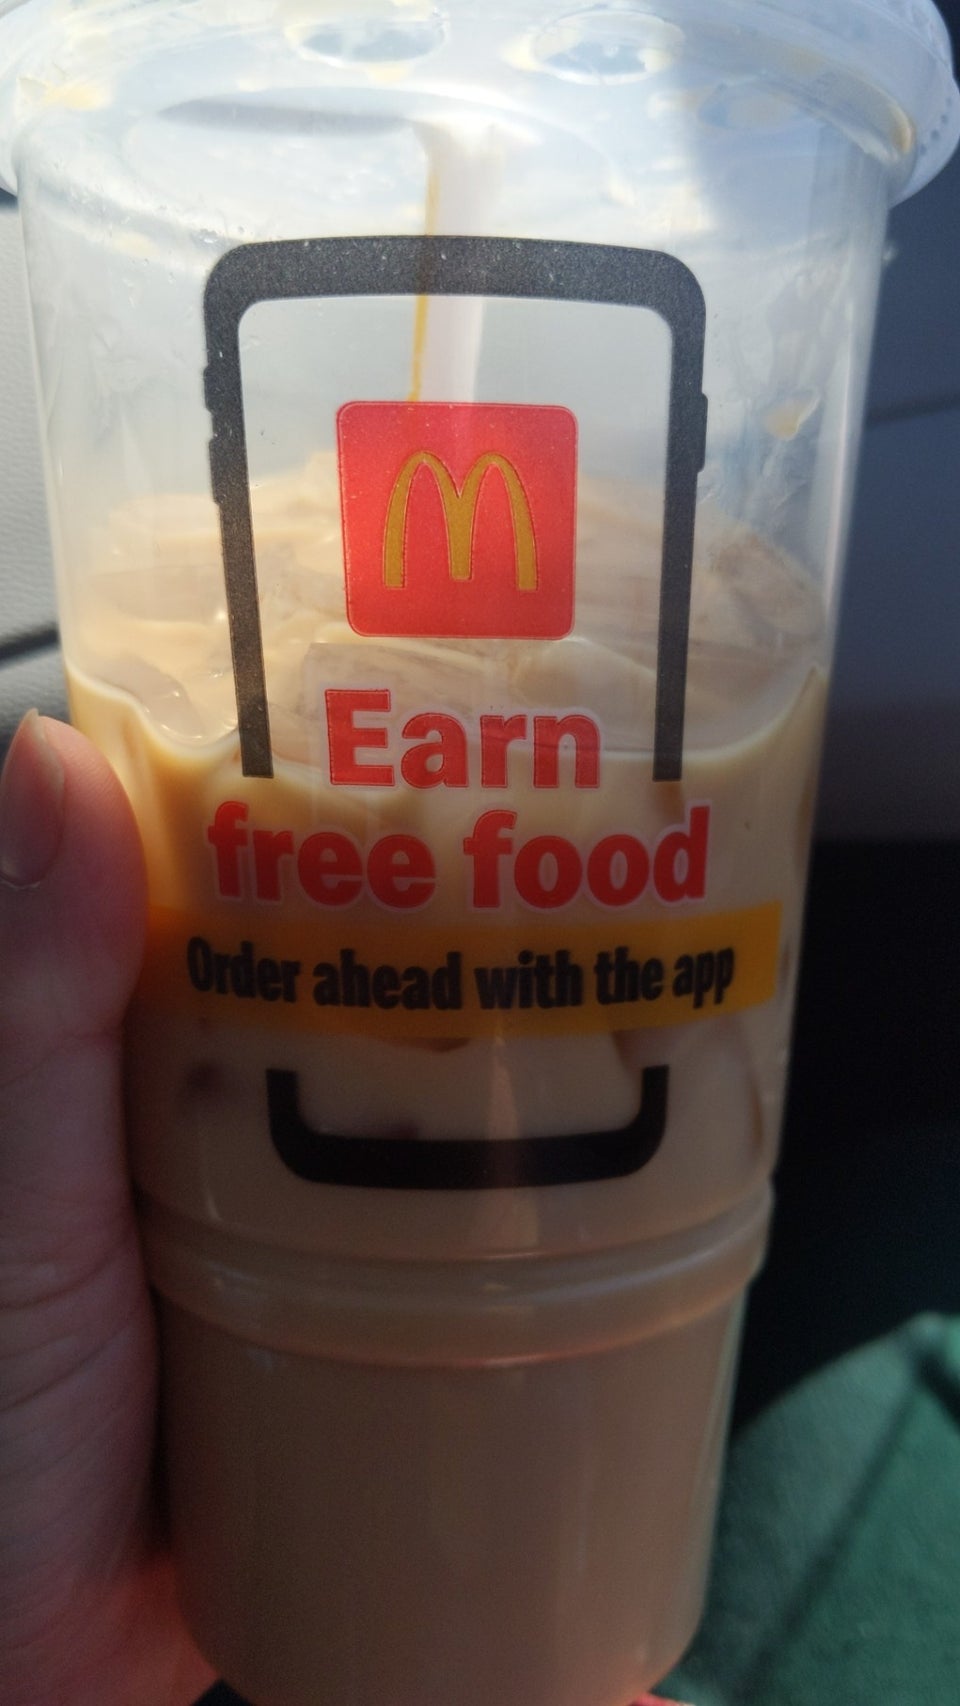 Earn
free food
Order ahead with the app